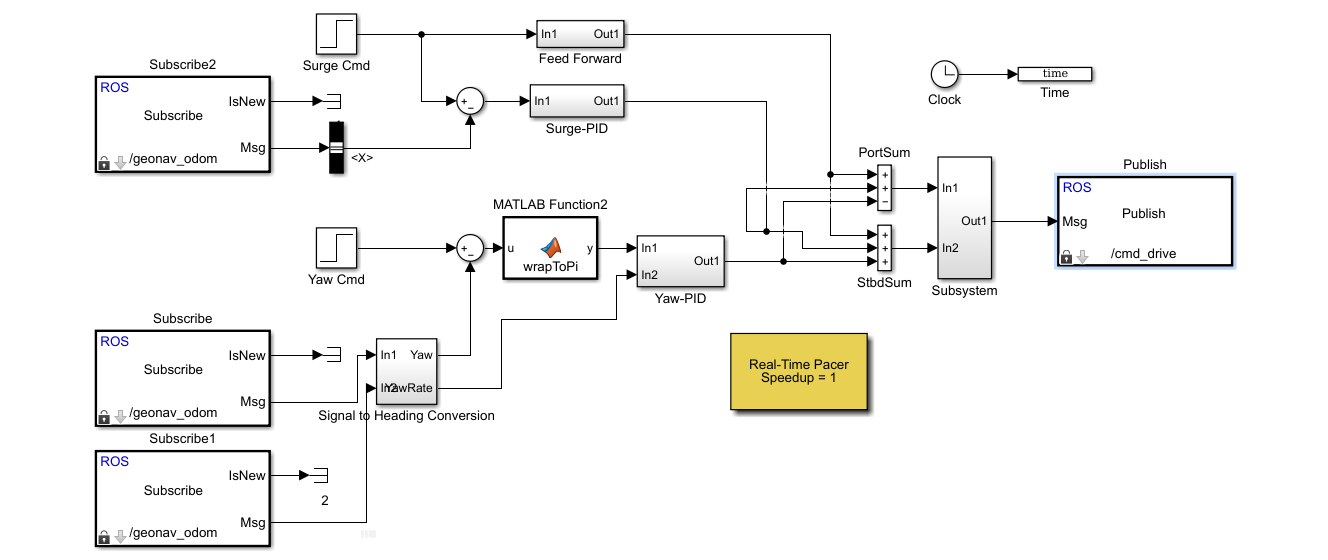 Surge Cmd
In1
Out1
Feed Forward
Subscribe2
ROS
Subscribe
IsNew
Msg
/geonav_odom
<X>
+
−
In1
Out1
Surge-PID
Clock
time
Time
MATLAB Function2
u
y
wrapToPi
Yaw Cmd
+
−
In1
In2
Out1
Yaw-PID
PortSum
+
+
−
+
+
+
StbdSum
In1
In2
Out1
Subsystem
Publish
ROS
Msg
Publish
/cmd_drive
Subscribe
ROS
Subscribe
IsNew
Msg
/geonav_odom
In1
Yaw
In2
YawRate
Signal to Heading Conversion
Real-Time Pacer
Speedup = 1
Subscribe1
ROS
Subscribe
IsNew
2
Msg
/geonav_odom